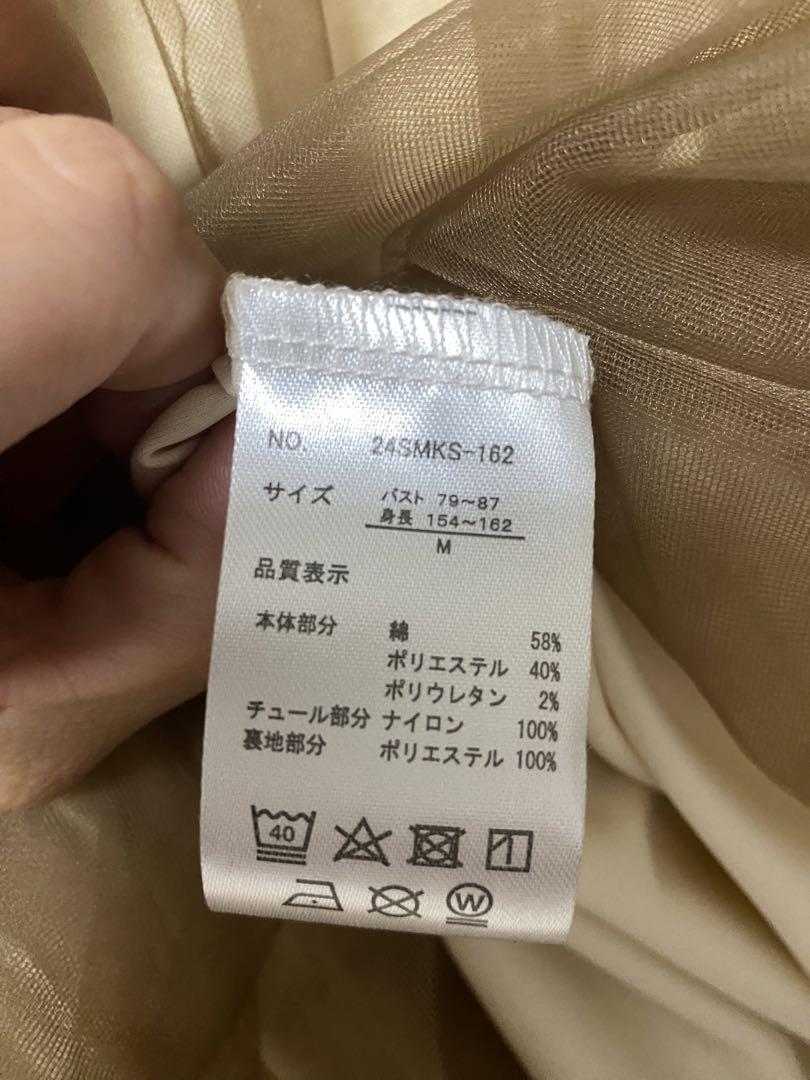 NO. 24SMKS-162
サイズ バスト 79〜87
身長 154〜162
M
品質表示
本体部分 綿 58%
ポリエステル 40%
ポリウレタン 2%
チュール部分 ナイロン 100%
裏地部分 ポリエステル 100%
40
W